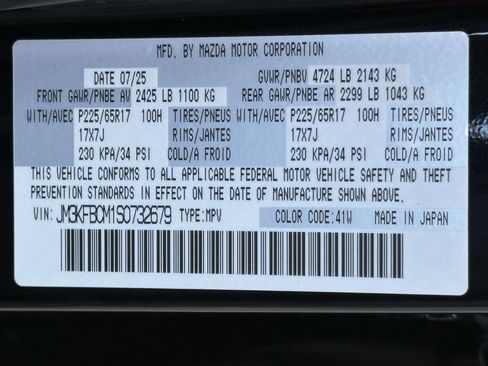 MFD. BY MAZDA MOTOR CORPORATION
DATE 07/25 GVWR/PNBV 4724 LB 2143 KG
FRONT GAWR/PNBE AV 2425 LB 1100 KG REAR GAWR/PNBE AR 2299 LB 1043 KG
WITH/AVEC P225/65R17 100H TIRES/PNEUS WITH/AVEC P225/65R17 100H TIRES/PNEUS
17X7J RIMS/JANTES 17X7J RIMS/JANTES
230 KPA/34 PSI COLD/A FROID 230 KPA/34 PSI COLD/A FROID
THIS VEHICLE CONFORMS TO ALL APPLICABLE FEDERAL MOTOR VEHICLE SAFETY AND THEFT
PREVENTION STANDARDS IN EFFECT ON THE DATE OF MANUFACTURE SHOWN ABOVE.
VIN: JM3KFBCM1S0732679 TYPE:MPV COLOR CODE:41W MADE IN JAPAN